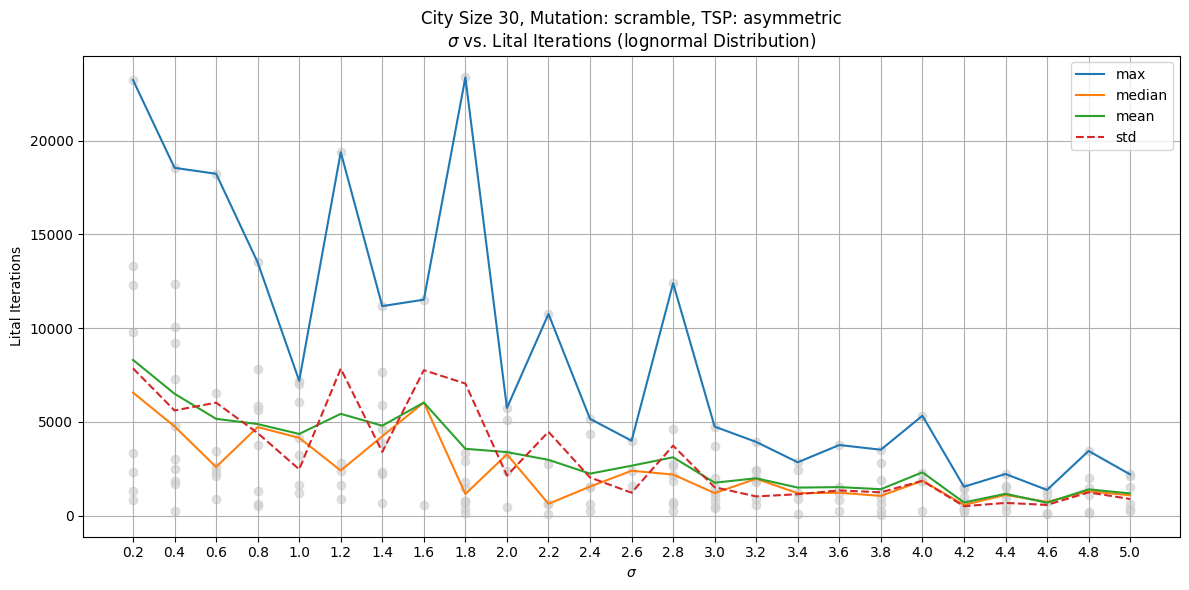 City Size 30, Mutation: scramble, TSP: asymmetric
σ vs. Lital Iterations (lognormal Distribution)
max
median
mean
std
Lital Iterations
20000
15000
10000
5000
0
0.2 0.4 0.6 0.8 1.0 1.2 1.4 1.6 1.8 2.0 2.2 2.4 2.6 2.8 3.0 3.2 3.4 3.6 3.8 4.0 4.2 4.4 4.6 4.8 5.0
σ